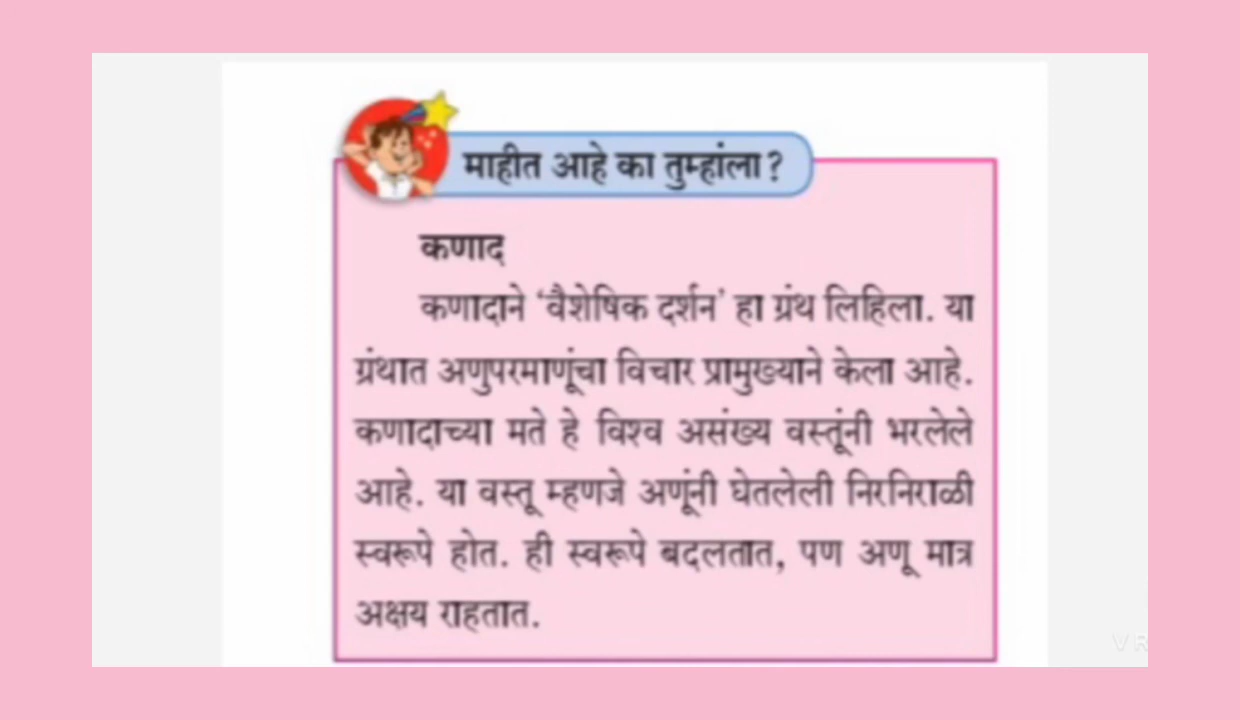 माहीत आहे का तुम्हांला?
कणाद
कणादाने ‘वैशेषिक दर्शन’ हा ग्रंथ लिहिला. या
ग्रंथात अणुपरमाणूंचा विचार प्रामुख्याने केला आहे.
कणादाच्या मते हे विश्व असंख्य वस्तूंनी भरलेले
आहे. या वस्तू म्हणजे अणूंनी घेतलेली निरनिराळी
स्वरूपे होत. ही स्वरूपे बदलतात, पण अणू मात्र
अक्षय राहतात.
VR